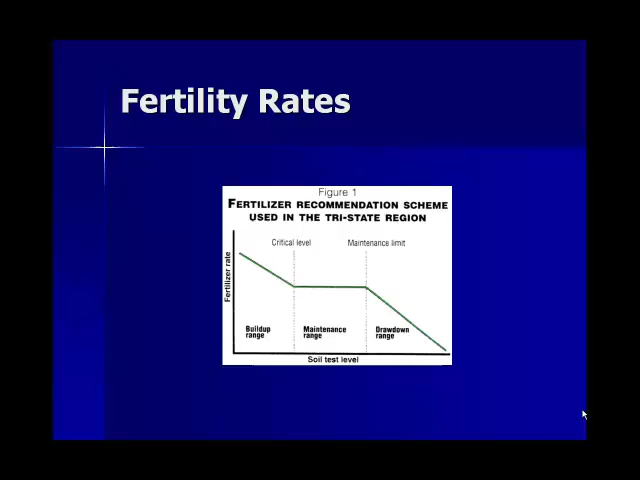 Fertility Rates
Figure 1
FERTILIZER RECOMMENDATION SCHEME
USED IN THE TRI-STATE REGION
Critical level
Maintenance limit
Fertilizer rate
Buildup
range
Maintenance
range
Drawdown
range
Soil test level